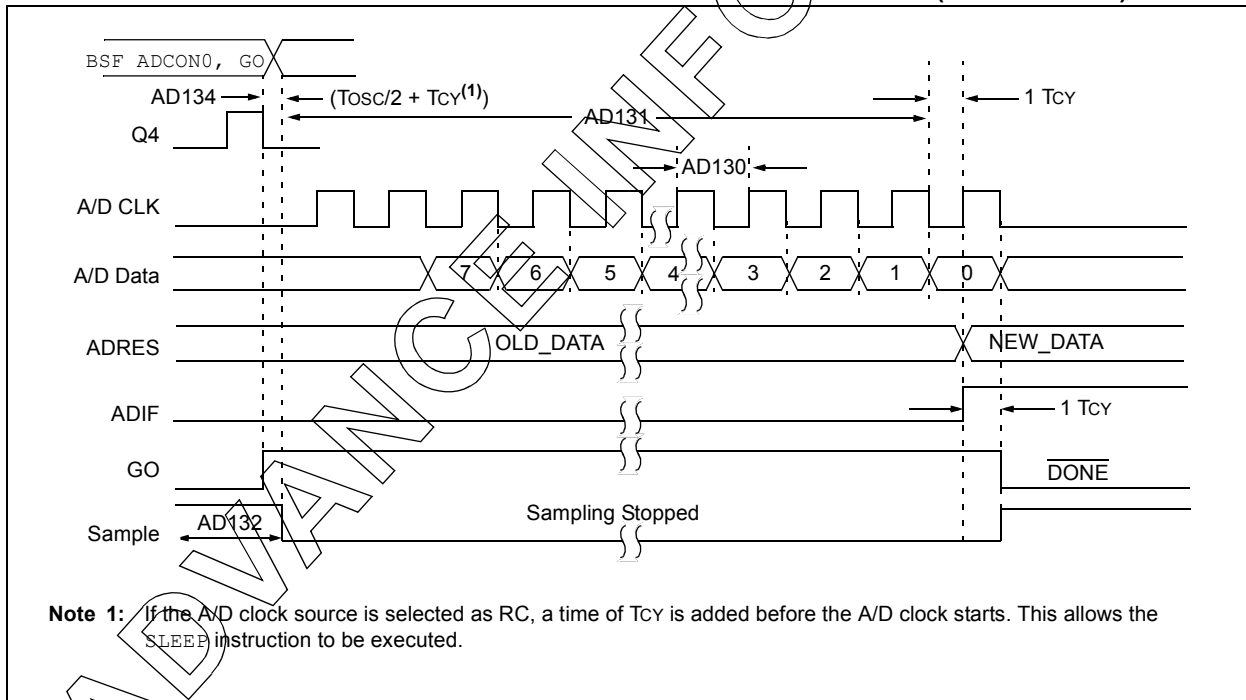 BSF ADCON0, GO
AD134
(TOSC/2 + TCY(1))
1 TCY
AD131
Q4
AD130
A/D CLK
A/D Data
7 6 5 4 3 2 1 0
ADRES
OLD_DATA
NEW_DATA
ADIF
1 TCY
GO
DONE
Sample
AD132
Sampling Stopped
Note 1: If the A/D clock source is selected as RC, a time of TCY is added before the A/D clock starts. This allows the
SLEEP instruction to be executed.
ADVANCE INFO